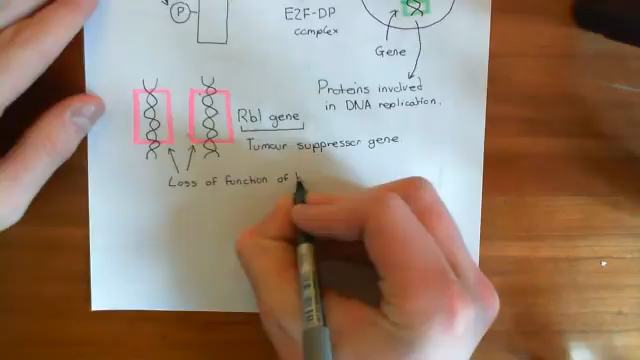 P
E2F-DP
complex
Gene
Proteins involved
in DNA replication.
Rb1 gene
Tumour suppressor gene.
Loss of function of